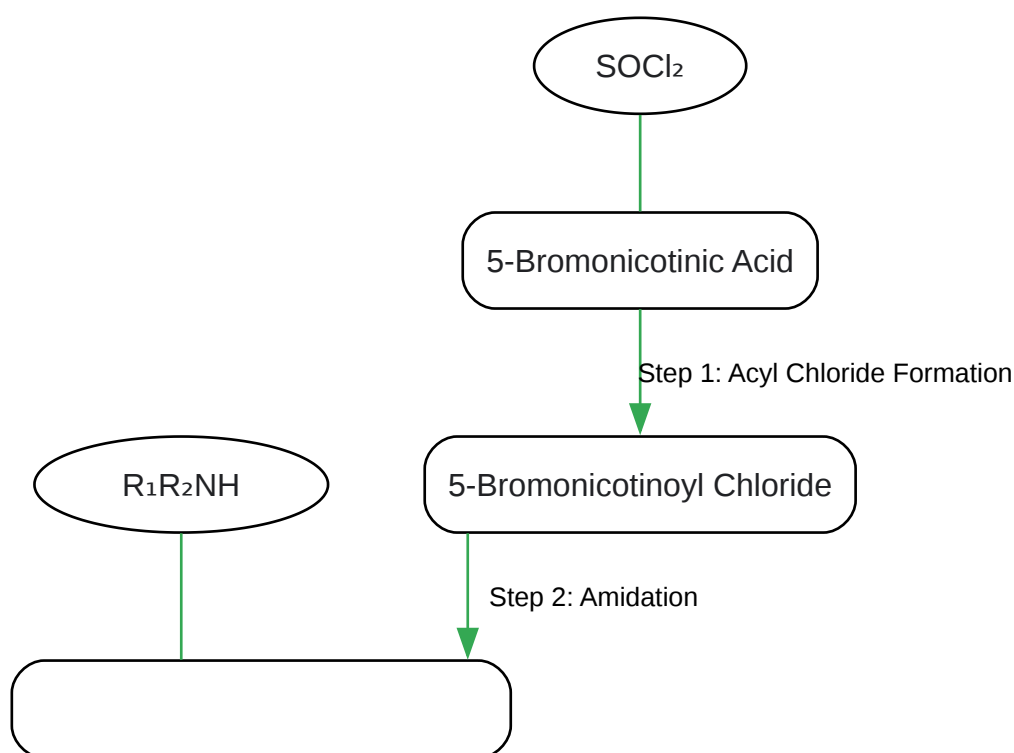 SOCl₂
5-Bromonicotinic Acid
Step 1: Acyl Chloride Formation
R₁R₂NH
5-Bromonicotinoyl Chloride
Step 2: Amidation